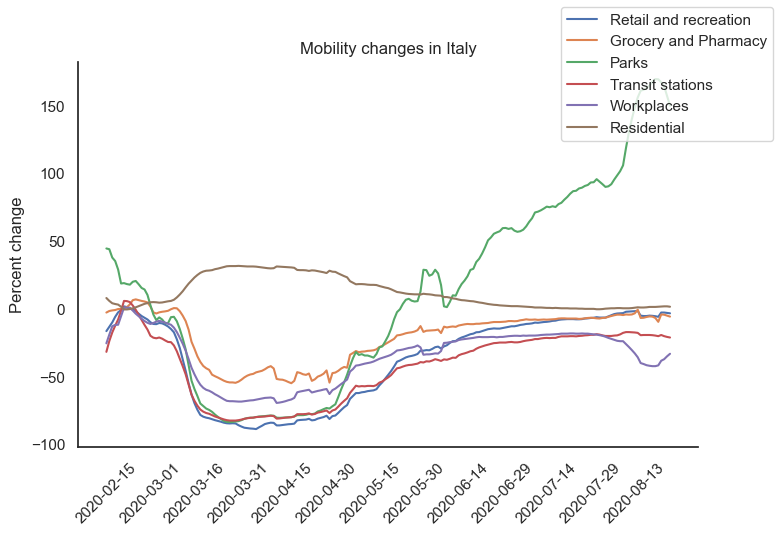 Mobility changes in Italy
Retail and recreation
Grocery and Pharmacy
Parks
Transit stations
Workplaces
Residential
Percent change
150
100
50
0
−50
−100
2020-02-15
2020-03-01
2020-03-16
2020-03-31
2020-04-15
2020-04-30
2020-05-15
2020-05-30
2020-06-14
2020-06-29
2020-07-14
2020-07-29
2020-08-13